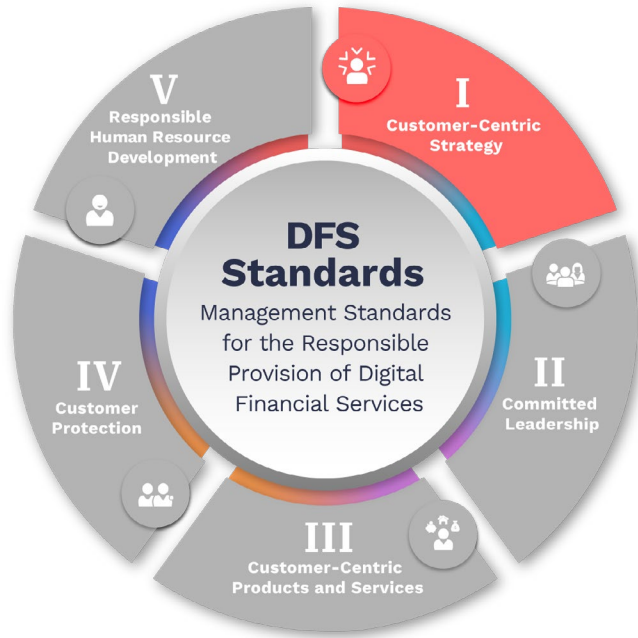 DFS
Standards
Management Standards
for the Responsible
Provision of Digital
Financial Services
I
Customer-Centric
Strategy
II
Committed
Leadership
III
Customer-Centric
Products and Services
IV
Customer
Protection
V
Responsible
Human Resource
Development